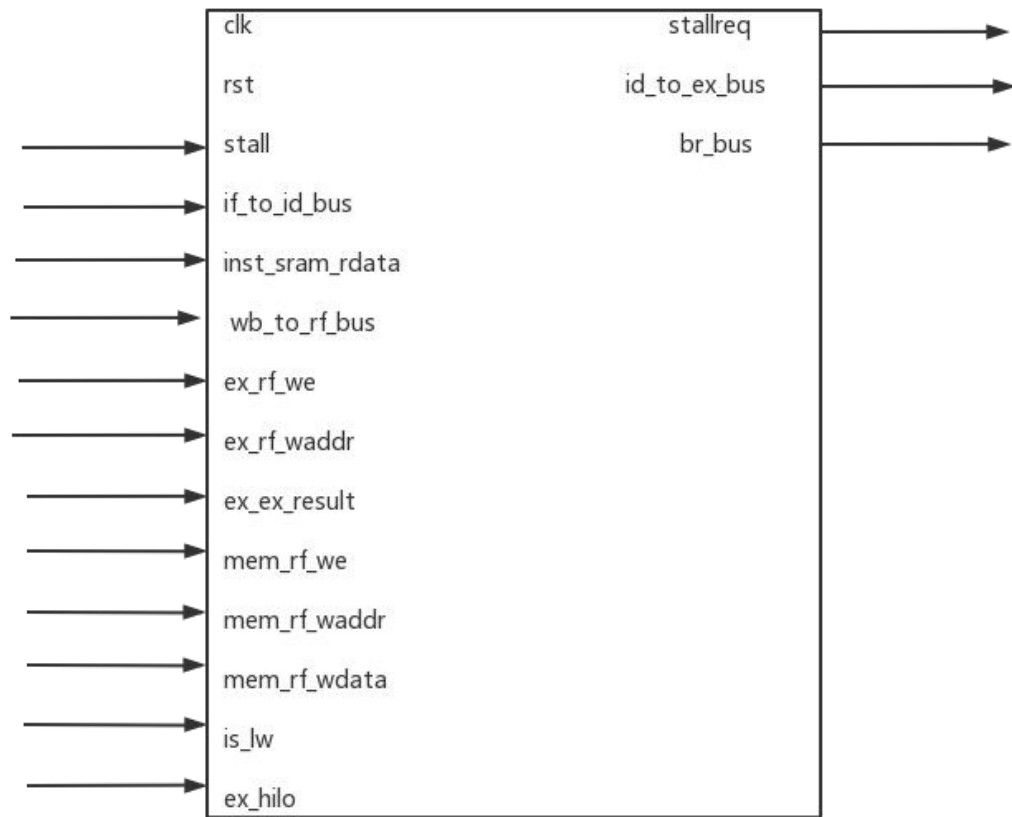 clk
stallreq
rst
id_to_ex_bus
stall
br_bus
if_to_id_bus
inst_sram_rdata
wb_to_rf_bus
ex_rf_we
ex_rf_waddr
ex_ex_result
mem_rf_we
mem_rf_waddr
mem_rf_wdata
is_lw
ex_hilo